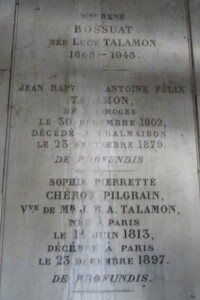 Mme RENÉ
BOSSUAT
NÉE LUCY TALAMON
1865 – 1945.
JEAN BAPTISTE ANTOINE FÉLIX
TALAMON,
NÉ À LIMOGES
LE 30 DÉCEMBRE 1802,
DÉCÉDÉ À CHALMAISON
LE 23 SEPTEMBRE 1879.
DE PROFUNDIS
SOPHIE PIERRETTE
CHÉRON PILGRAIN,
VVE DE MR J. B. A. TALAMON,
NÉE À PARIS
LE 14 JUIN 1813,
DÉCÉDÉE À PARIS
LE 23 DÉCEMBRE 1897.
DE PROFUNDIS.